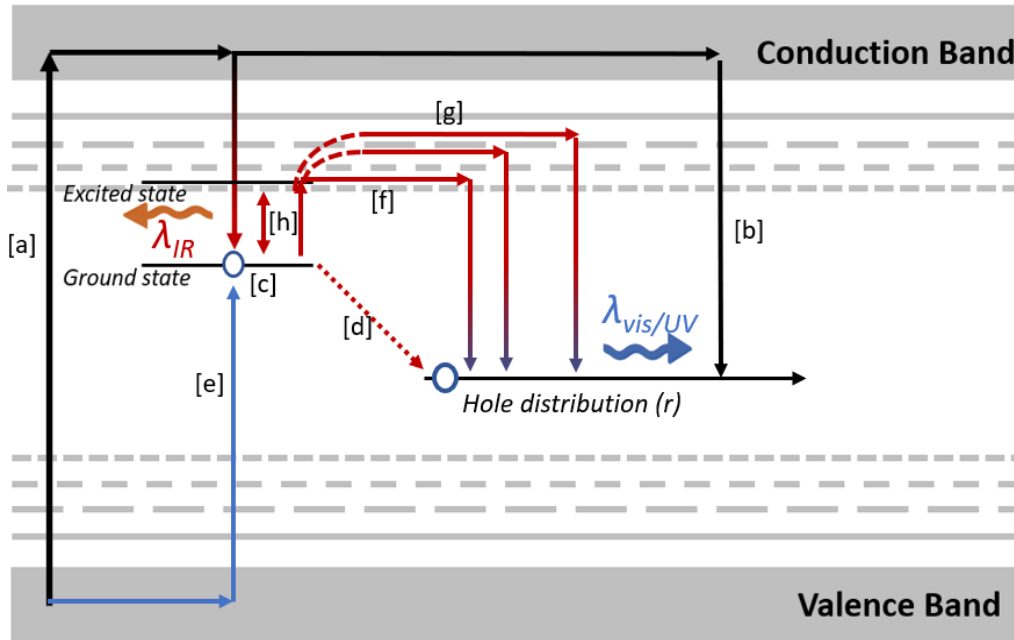 Conduction Band
[g]
Excited state
[f]
[h]
[a]
λIR
[b]
Ground state
[c]
λvis/UV
[d]
[e]
Hole distribution (r)
Valence Band